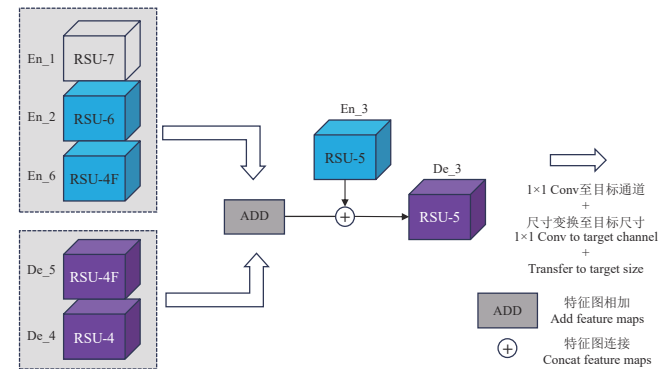 En_1
RSU-7
En_2
RSU-6
En_6
RSU-4F
De_5
RSU-4F
De_4
RSU-4
ADD
En_3
RSU-5
+
De_3
RSU-5
1×1 Conv至目标通道
+
尺寸变换至目标尺寸
1×1 Conv to target channel
+
Transfer to target size
ADD
特征图相加
Add feature maps
+
特征图连接
Concat feature maps